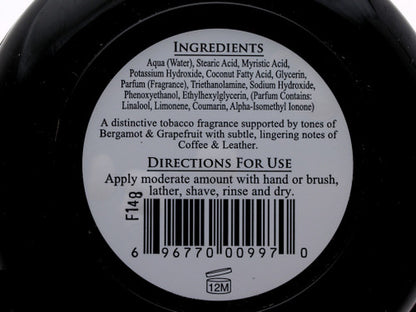 INGREDIENTS
Aqua (Water), Stearic Acid, Myristic Acid,
Potassium Hydroxide, Coconut Fatty Acid, Glycerin,
Parfum (Fragrance), Triethanolamine, Sodium Hydroxide,
Phenoxyethanol, Ethylhexylglycerin, (Parfum Contains:
Linalool, Limonene, Coumarin, Alpha-Isomethyl Ionone)
A distinctive tobacco fragrance supported by tones of
Bergamot & Grapefruit with subtle, lingering notes of
Coffee & Leather.
DIRECTIONS FOR USE
Apply moderate amount with hand or brush,
lather, shave, rinse and dry.
F148
6 96770 00997 0
12M